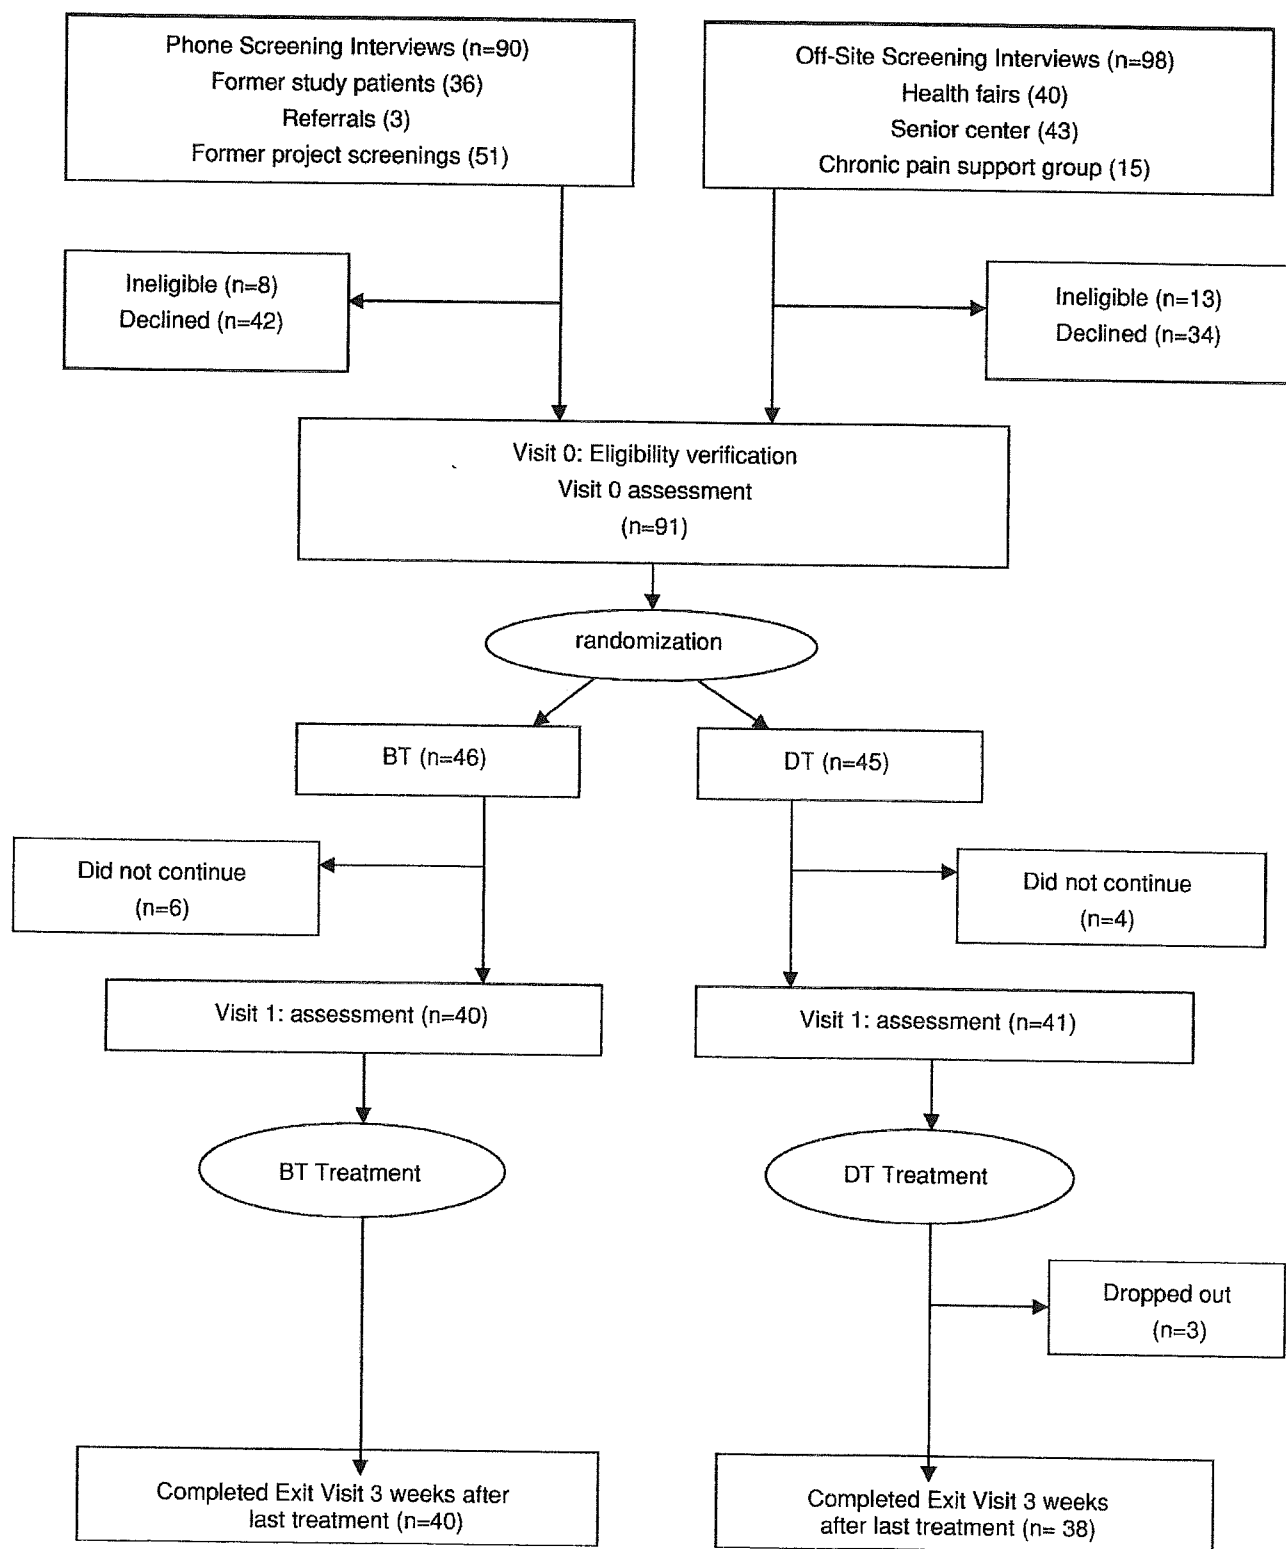 Phone Screening Interviews (n=90)
Former study patients (36)
Referrals (3)
Former project screenings (51)
Off-Site Screening Interviews (n=98)
Health fairs (40)
Senior center (43)
Chronic pain support group (15)
Ineligible (n=8)
Declined (n=42)
Ineligible (n=13)
Declined (n=34)
Visit 0: Eligibility verification
Visit 0 assessment
(n=91)
randomization
BT (n=46)
DT (n=45)
Did not continue
(n=6)
Did not continue
(n=4)
Visit 1: assessment (n=40)
Visit 1: assessment (n=41)
BT Treatment
DT Treatment
Dropped out
(n=3)
Completed Exit Visit 3 weeks after
last treatment (n=40)
Completed Exit Visit 3 weeks
after last treatment (n= 38)